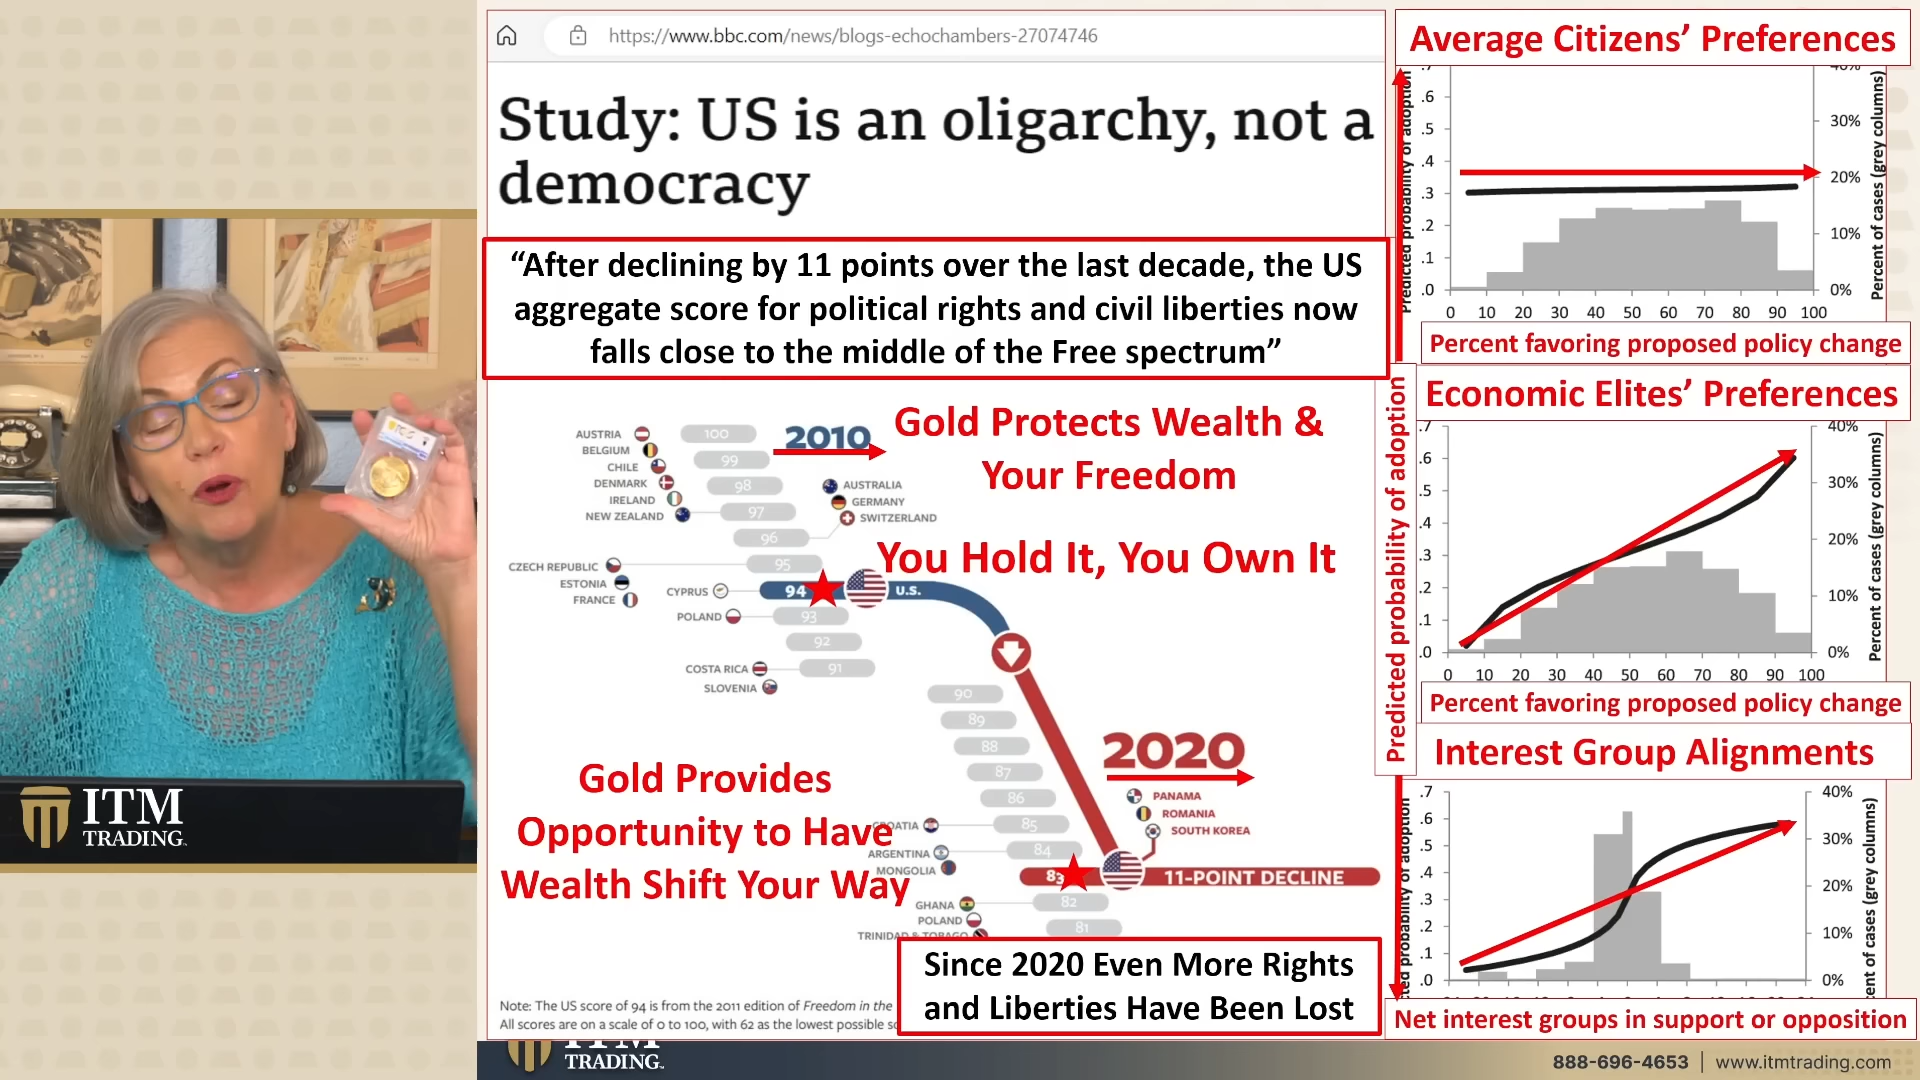 https://www.bbc.com/news/blogs-echochambers-27074746
Study: US is an oligarchy, not a
democracy
“After declining by 11 points over the last decade, the US
aggregate score for political rights and civil liberties now
falls close to the middle of the Free spectrum”
2010
Gold Protects Wealth &
Your Freedom
You Hold It, You Own It
AUSTRIA
BELGIUM
CHILE
DENMARK
IRELAND
NEW ZEALAND
100
99
98
97
96
95
94
93
92
91
90
89
88
87
86
85
84
83
82
81
AUSTRALIA
GERMANY
SWITZERLAND
CZECH REPUBLIC
ESTONIA
FRANCE
CYPRUS
U.S.
POLAND
COSTA RICA
SLOVENIA
2020
PANAMA
ROMANIA
SOUTH KOREA
Gold Provides
Opportunity to Have
Wealth Shift Your Way
ARGENTINA
MONGOLIA
11-POINT DECLINE
GHANA
POLAND
TRINIDAD & TOBAGO
Since 2020 Even More Rights
and Liberties Have Been Lost
Note: The US score of 94 is from the 2011 edition of Freedom in the
All scores are on a scale of 0 to 100, with 62 as the lowest possible
Average Citizens’ Preferences
.6
.5
.4
.3
.2
.1
.0
30%
20%
10%
0%
0 10 20 30 40 50 60 70 80 90 100
Percent of cases (grey columns)
Percent favoring proposed policy change
Economic Elites’ Preferences
Predicted probability of adoption
.7
.6
.5
.4
.3
.2
.1
.0
40%
30%
20%
10%
0%
0 10 20 30 40 50 60 70 80 90 100
Percent of cases (grey columns)
Percent favoring proposed policy change
Interest Group Alignments
.7
.6
.5
.4
.3
.2
.1
.0
40%
30%
20%
10%
0%
Net interest groups in support or opposition
ITM
TRADING
TRADING
888-696-4653 | www.itmtrading.com